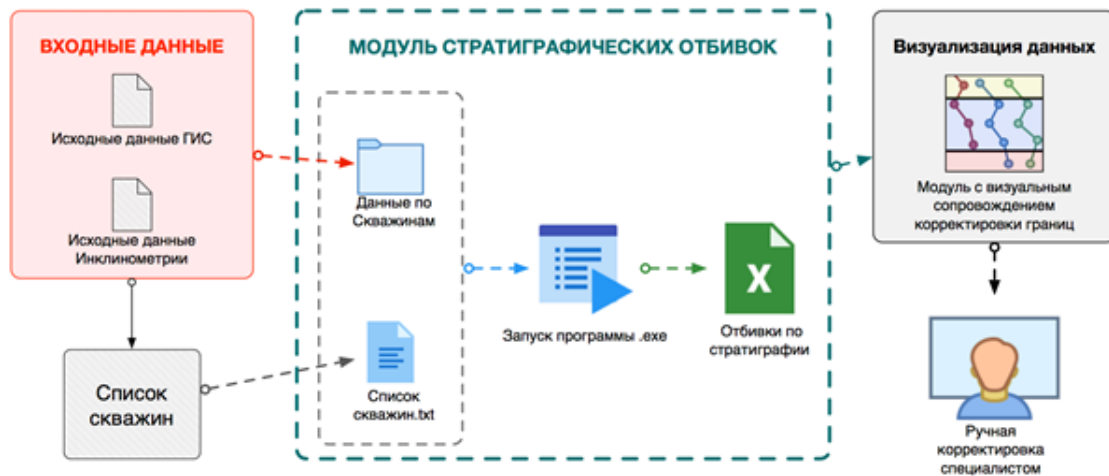 ВХОДНЫЕ ДАННЫЕ
Исходные данные ГИС
Исходные данные
Инклинометрии
Список
скважин
МОДУЛЬ СТРАТИГРАФИЧЕСКИХ ОТБИВОК
Данные по
Скважинам
Список
скважин.txt
Запуск программы .exe
X
Отбивки по
стратиграфии
Визуализация данных
Модуль с визуальным
сопровождением
корректировки границ
Ручная
корректировка
специалистом